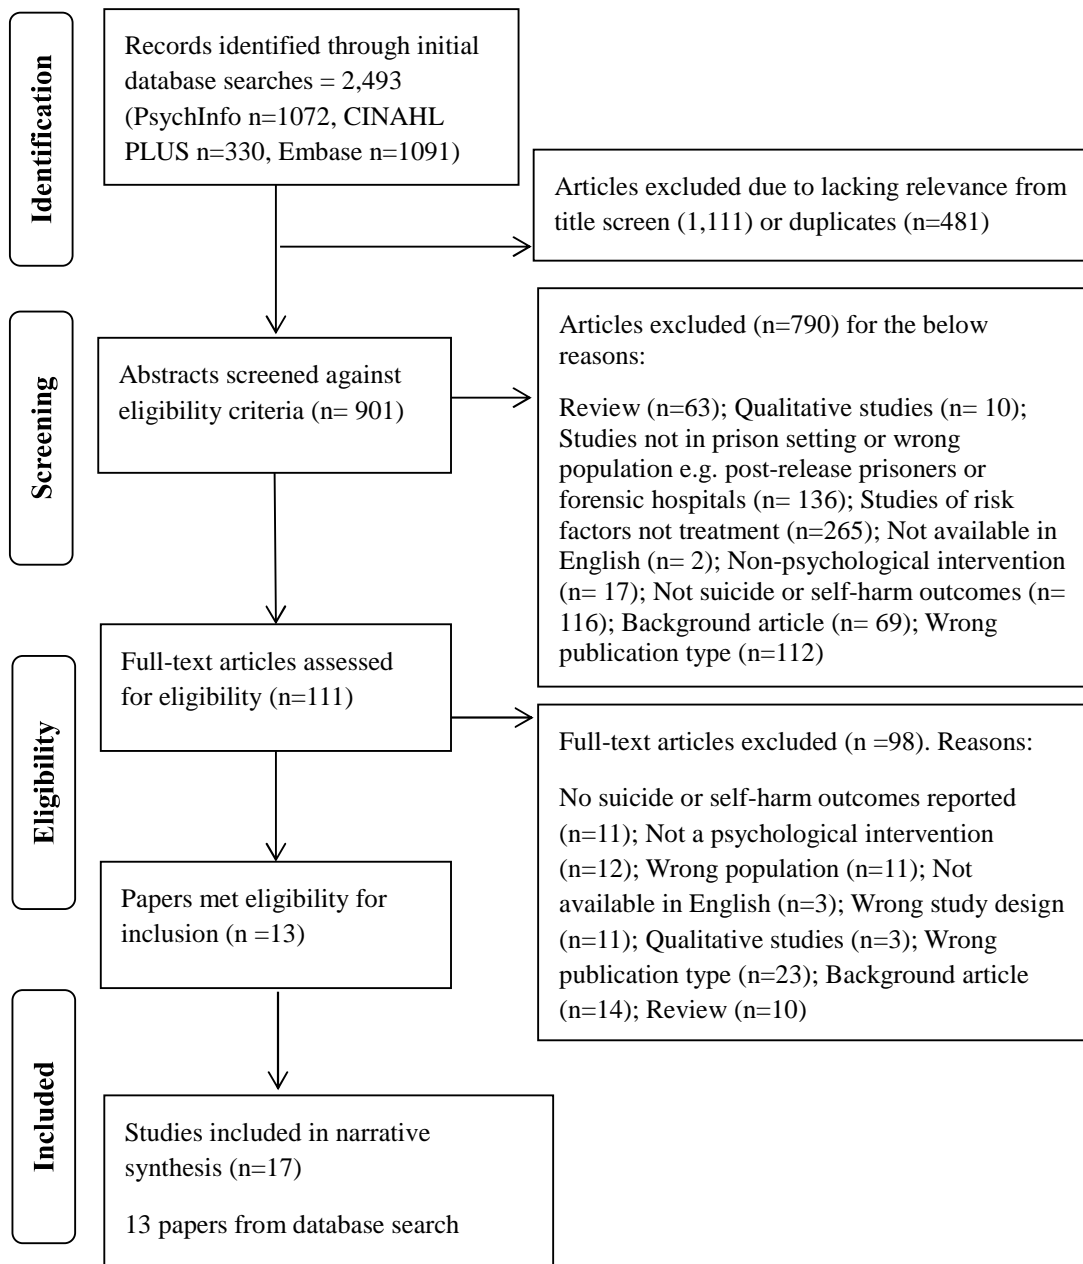 Identification
Records identified through initial
database searches = 2,493
(PsychInfo n=1072, CINAHL
PLUS n=330, Embase n=1091)
Articles excluded due to lacking relevance from
title screen (1,111) or duplicates (n=481)
Screening
Abstracts screened against
eligibility criteria (n= 901)
Articles excluded (n=790) for the below
reasons:
Review (n=63); Qualitative studies (n= 10);
Studies not in prison setting or wrong
population e.g. post-release prisoners or
forensic hospitals (n= 136); Studies of risk
factors not treatment (n=265); Not available in
English (n= 2); Non-psychological intervention
(n= 17); Not suicide or self-harm outcomes (n=
116); Background article (n= 69); Wrong
publication type (n=112)
Eligibility
Full-text articles assessed
for eligibility (n=111)
Full-text articles excluded (n =98). Reasons:
No suicide or self-harm outcomes reported
(n=11); Not a psychological intervention
(n=12); Wrong population (n=11); Not
available in English (n=3); Wrong study design
(n=11); Qualitative studies (n=3); Wrong
publication type (n=23); Background article
(n=14); Review (n=10)
Papers met eligibility for
inclusion (n =13)
Included
Studies included in narrative
synthesis (n=17)
13 papers from database search